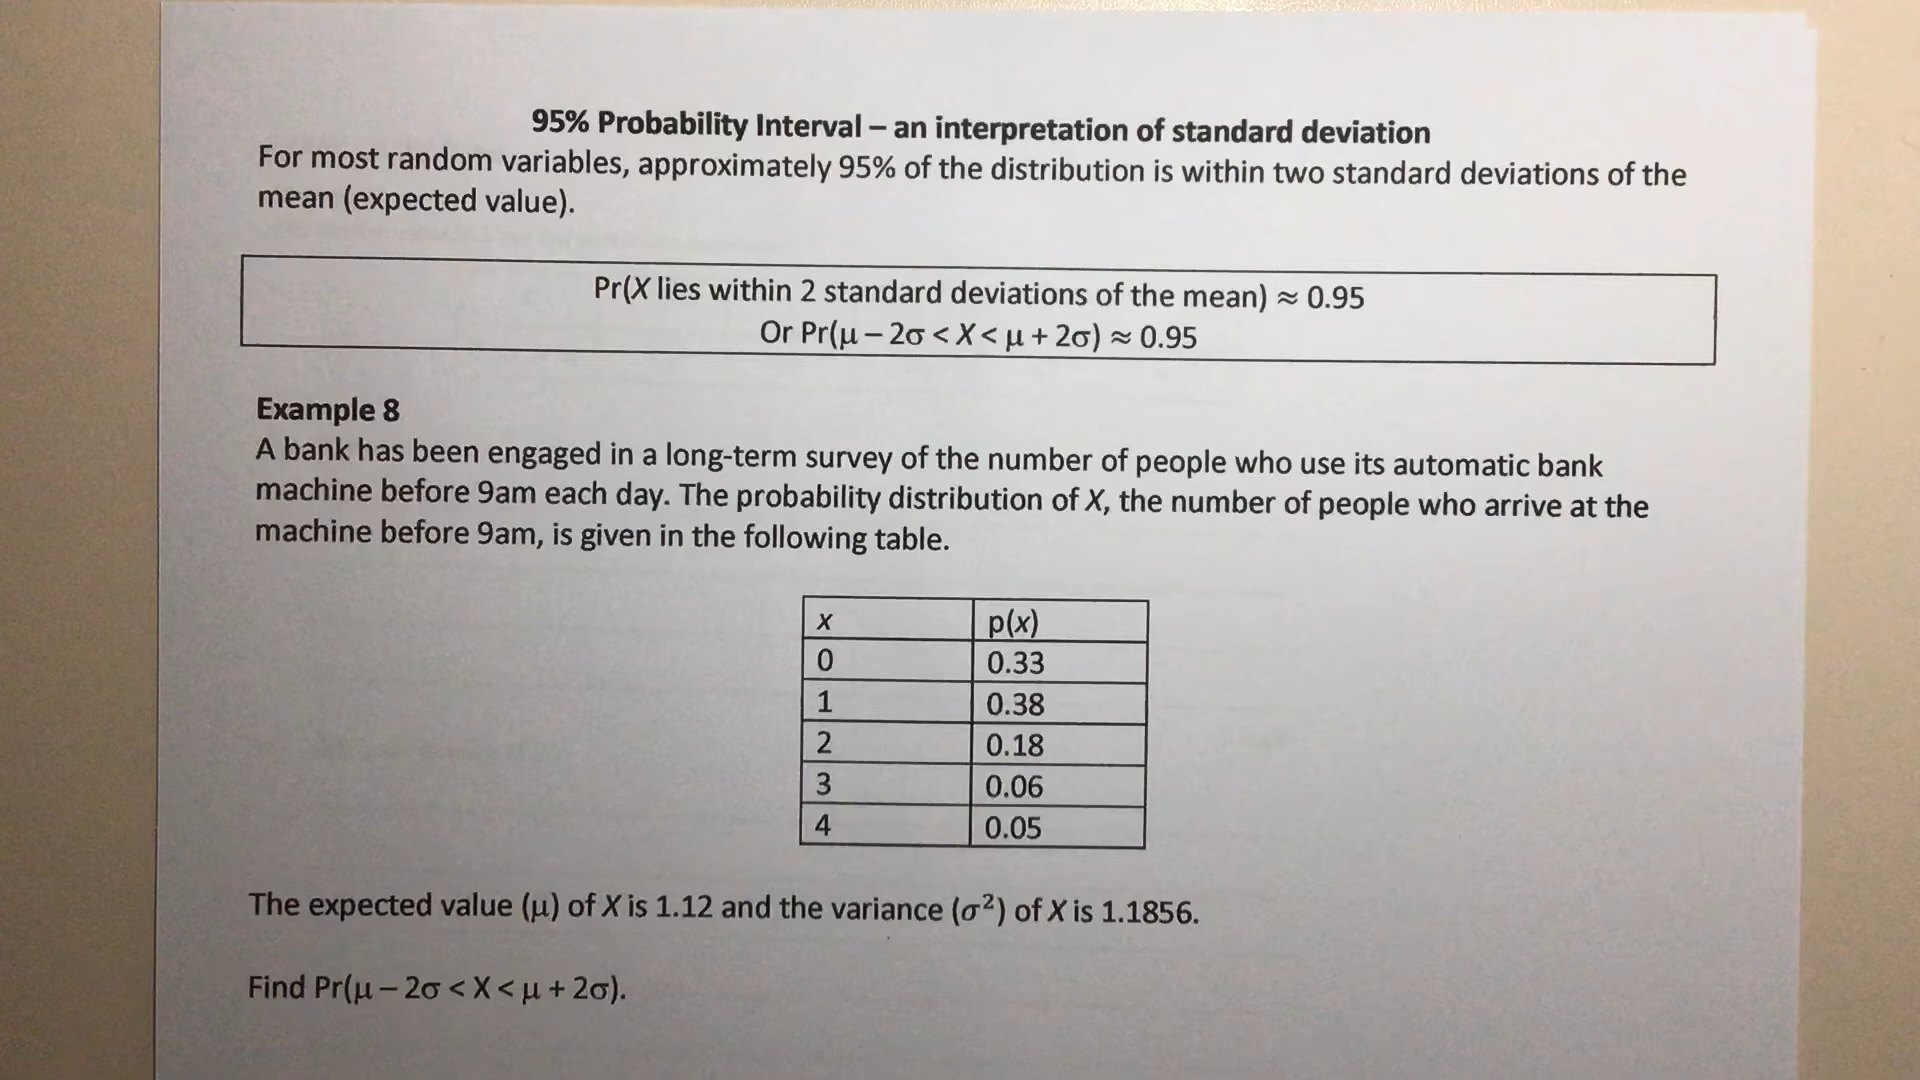 95% Probability Interval – an interpretation of standard deviation
For most random variables, approximately 95% of the distribution is within two standard deviations of the
mean (expected value).
Pr(X lies within 2 standard deviations of the mean) ≈ 0.95
Or Pr(μ – 2σ < X < μ + 2σ) ≈ 0.95
Example 8
A bank has been engaged in a long-term survey of the number of people who use its automatic bank
machine before 9am each day. The probability distribution of X, the number of people who arrive at the
machine before 9am, is given in the following table.
x p(x)
0 0.33
1 0.38
2 0.18
3 0.06
4 0.05
The expected value (μ) of X is 1.12 and the variance (σ²) of X is 1.1856.
Find Pr(μ – 2σ < X < μ + 2σ).